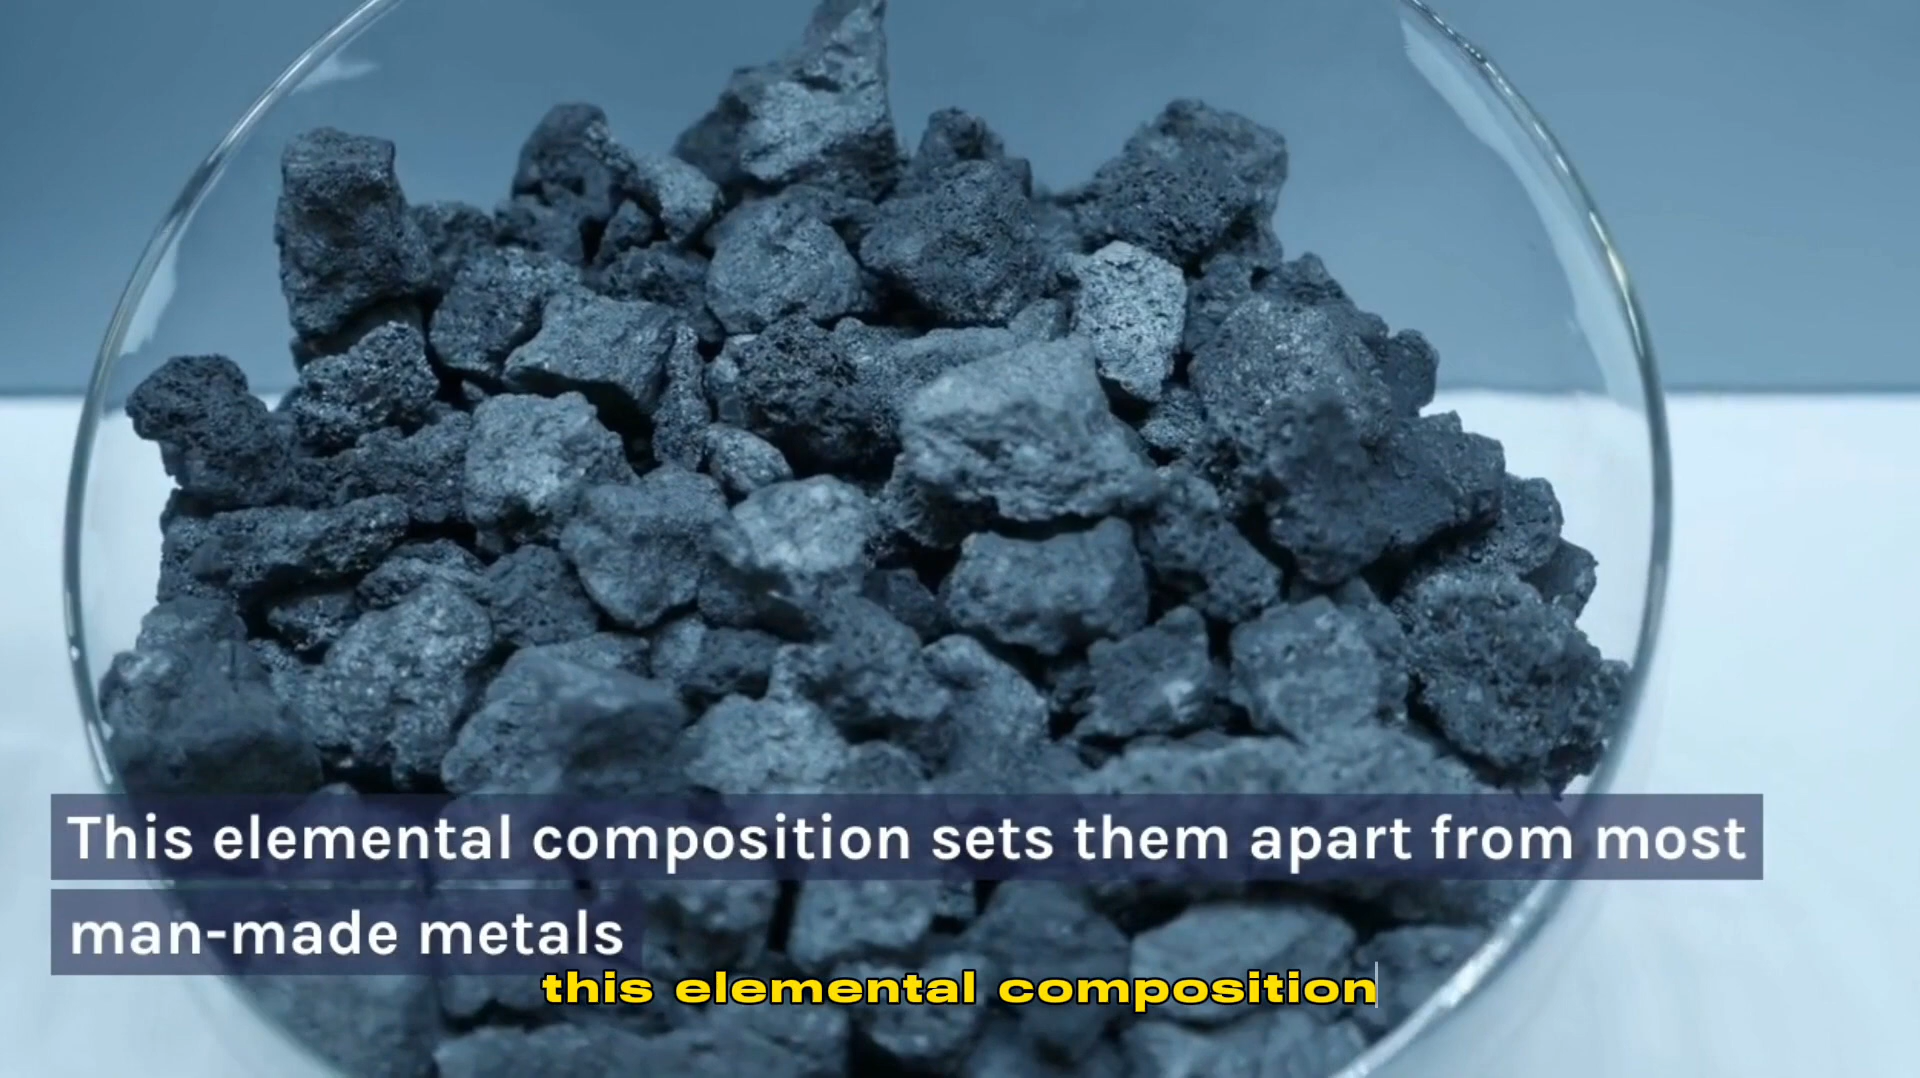 This elemental composition sets them apart from most
man-made metals
this elemental composition